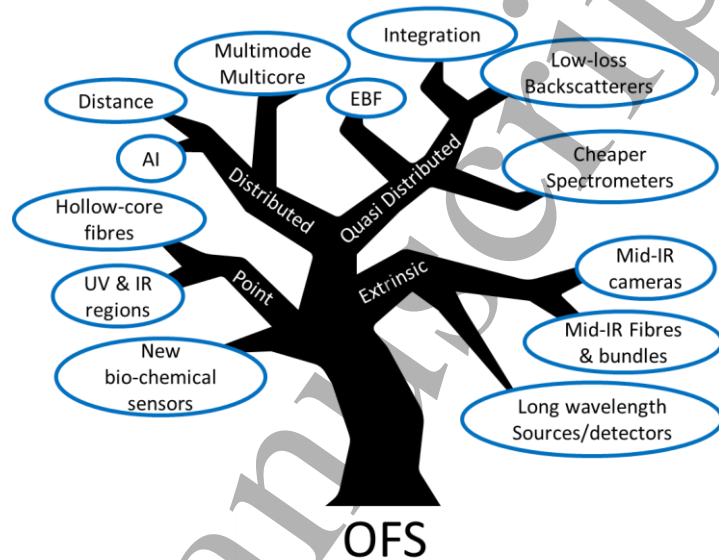 Integration
Multimode
Multicore
Low-loss
Backscatterers
Distance
EBF
AI
Cheaper
Spectrometers
Distributed
Quasi Distributed
Hollow-core
fibres
Point
Extrinsic
UV & IR
regions
Mid-IR
cameras
New
bio-chemical
sensors
Mid-IR Fibres
& bundles
Long wavelength
Sources/detectors
OFS